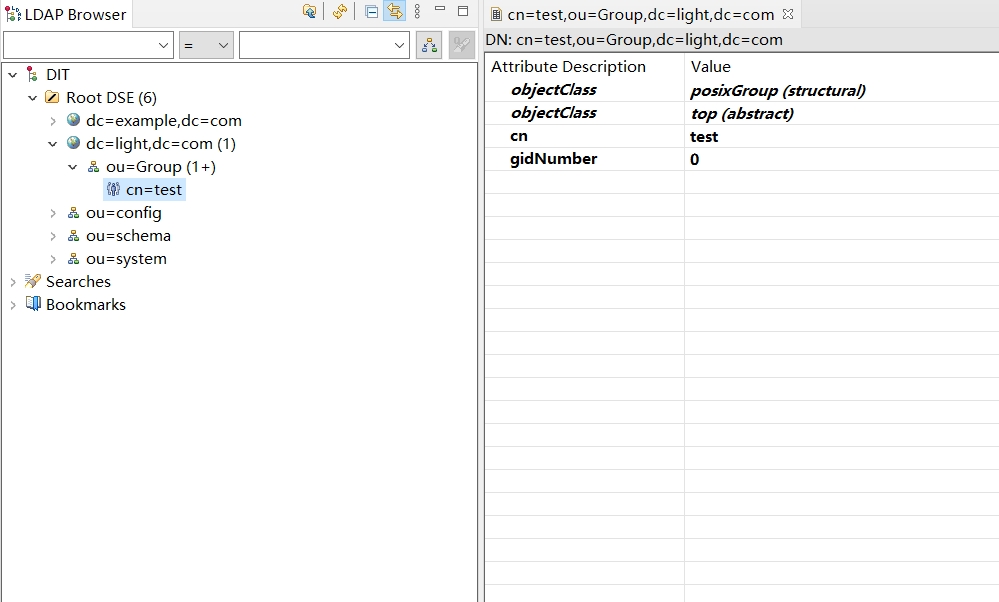 LDAP Browser
=
DIT
Root DSE (6)
dc=example,dc=com
dc=light,dc=com (1)
ou=Group (1+)
cn=test
ou=config
ou=schema
ou=system
Searches
Bookmarks
cn=test,ou=Group,dc=light,dc=com
DN: cn=test,ou=Group,dc=light,dc=com
Attribute Description Value
objectClass posixGroup (structural)
objectClass top (abstract)
cn test
gidNumber 0